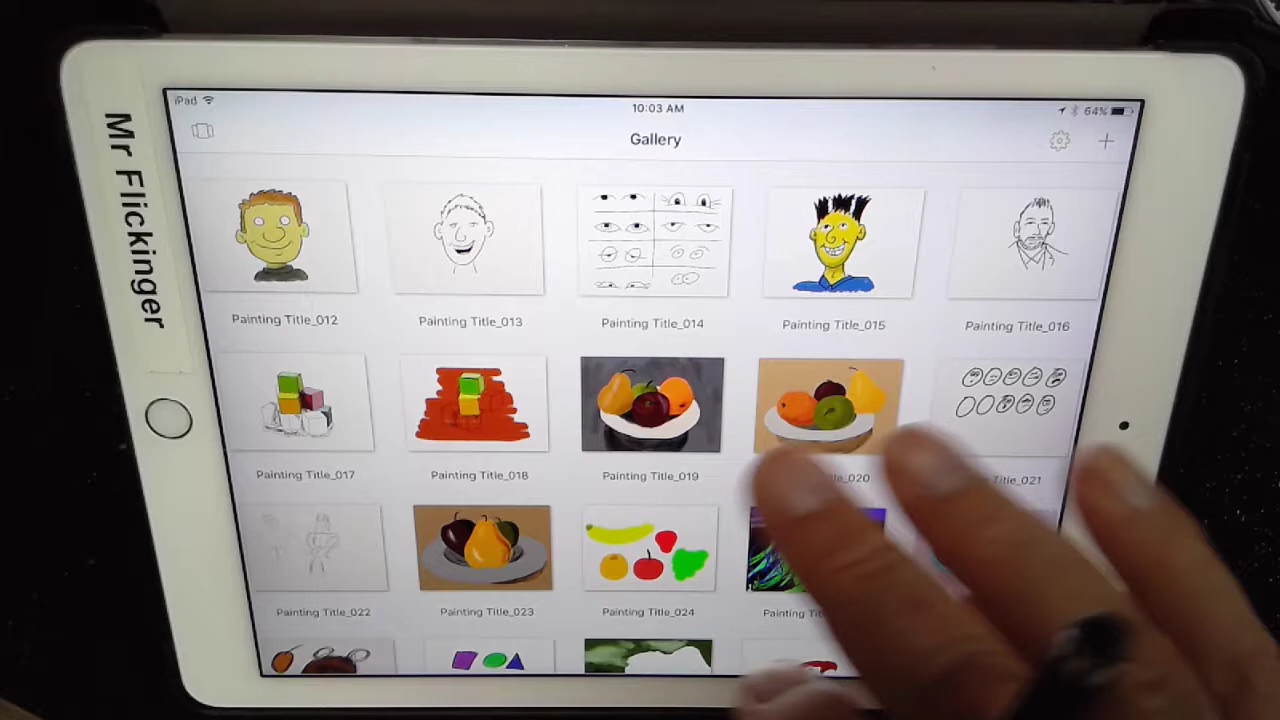 Mr Flickinger
iPad
10:03 AM
64%
Gallery
Painting Title_012
Painting Title_013
Painting Title_014
Painting Title_015
Painting Title_016
Painting Title_017
Painting Title_018
Painting Title_019
_020
Title_021
Painting Title_022
Painting Title_023
Painting Title_024
Painting